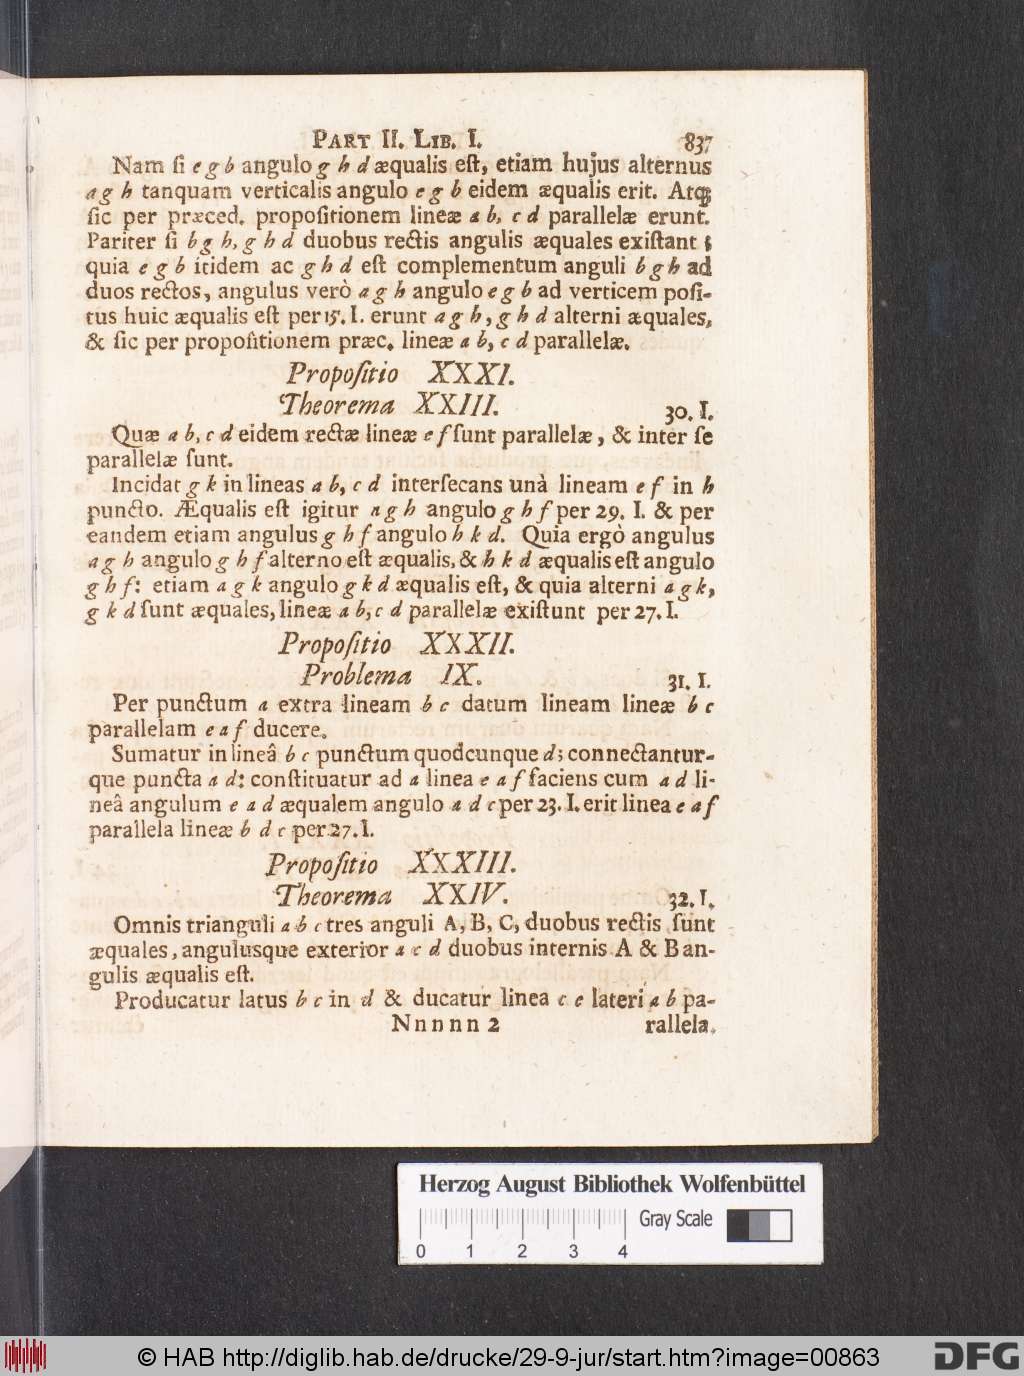 PART II. LIB. I. 837
Nam ſi e g b angulo g h d æqualis eſt, etiam hujus alternus
a g h tanquam verticalis angulo e g b eidem æqualis erit. Atq;
ſic per præced. propoſitionem lineæ a b, c d parallelæ erunt.
Pariter ſi b g h, g h d duobus rectis angulis æquales exiſtant;
quia e g b itidem ac g h d eſt complementum anguli b g h ad
duos rectos, angulus verò a g h angulo e g b ad verticem poſi-
tus huic æqualis eſt per 15. I. erunt a g h, g h d alterni æquales,
& ſic per propoſitionem præc. lineæ a b, c d parallelæ.
Propoſitio XXXI.
Theorema XXIII. 30. I.
Quæ a b, c d eidem rectæ lineæ e f ſunt parallelæ, & inter ſe
parallelæ ſunt.
Incidat g k in lineas a b, c d interſecans unà lineam e f in h
puncto. Æqualis eſt igitur a g h angulo g h f per 29. I. & per
eandem etiam angulus g h f angulo h k d. Quia ergò angulus
a g h angulo g h f alterno eſt æqualis, & h k d æqualis eſt angulo
g h f: etiam a g k angulo g k d æqualis eſt, & quia alterni a g k,
g k d ſunt æquales, lineæ a b, c d parallelæ exiſtunt per 27. I.
Propoſitio XXXII.
Problema IX. 31. I.
Per punctum a extra lineam b c datum lineam lineæ b c
parallelam e a f ducere.
Sumatur in lineâ b c punctum quodcunque d; connectantur-
que puncta a d: conſtituatur ad a linea e a f faciens cum a d li-
neâ angulum e a d æqualem angulo a d c per 23. I. erit linea e a f
parallela lineæ b d c per 27. I.
Propoſitio XXXIII.
Theorema XXIV. 32. I.
Omnis trianguli a b c tres anguli A, B, C, duobus rectis ſunt
æquales, anguluſque exterior a c d duobus internis A & B an-
gulis æqualis eſt.
Producatur latus b c in d & ducatur linea c e lateri a b pa-
Nnnnn 2 rallela.
Herzog August Bibliothek Wolfenbüttel
Gray Scale
0 1 2 3 4
© HAB http://diglib.hab.de/drucke/29-9-jur/start.htm?image=00863
DFG